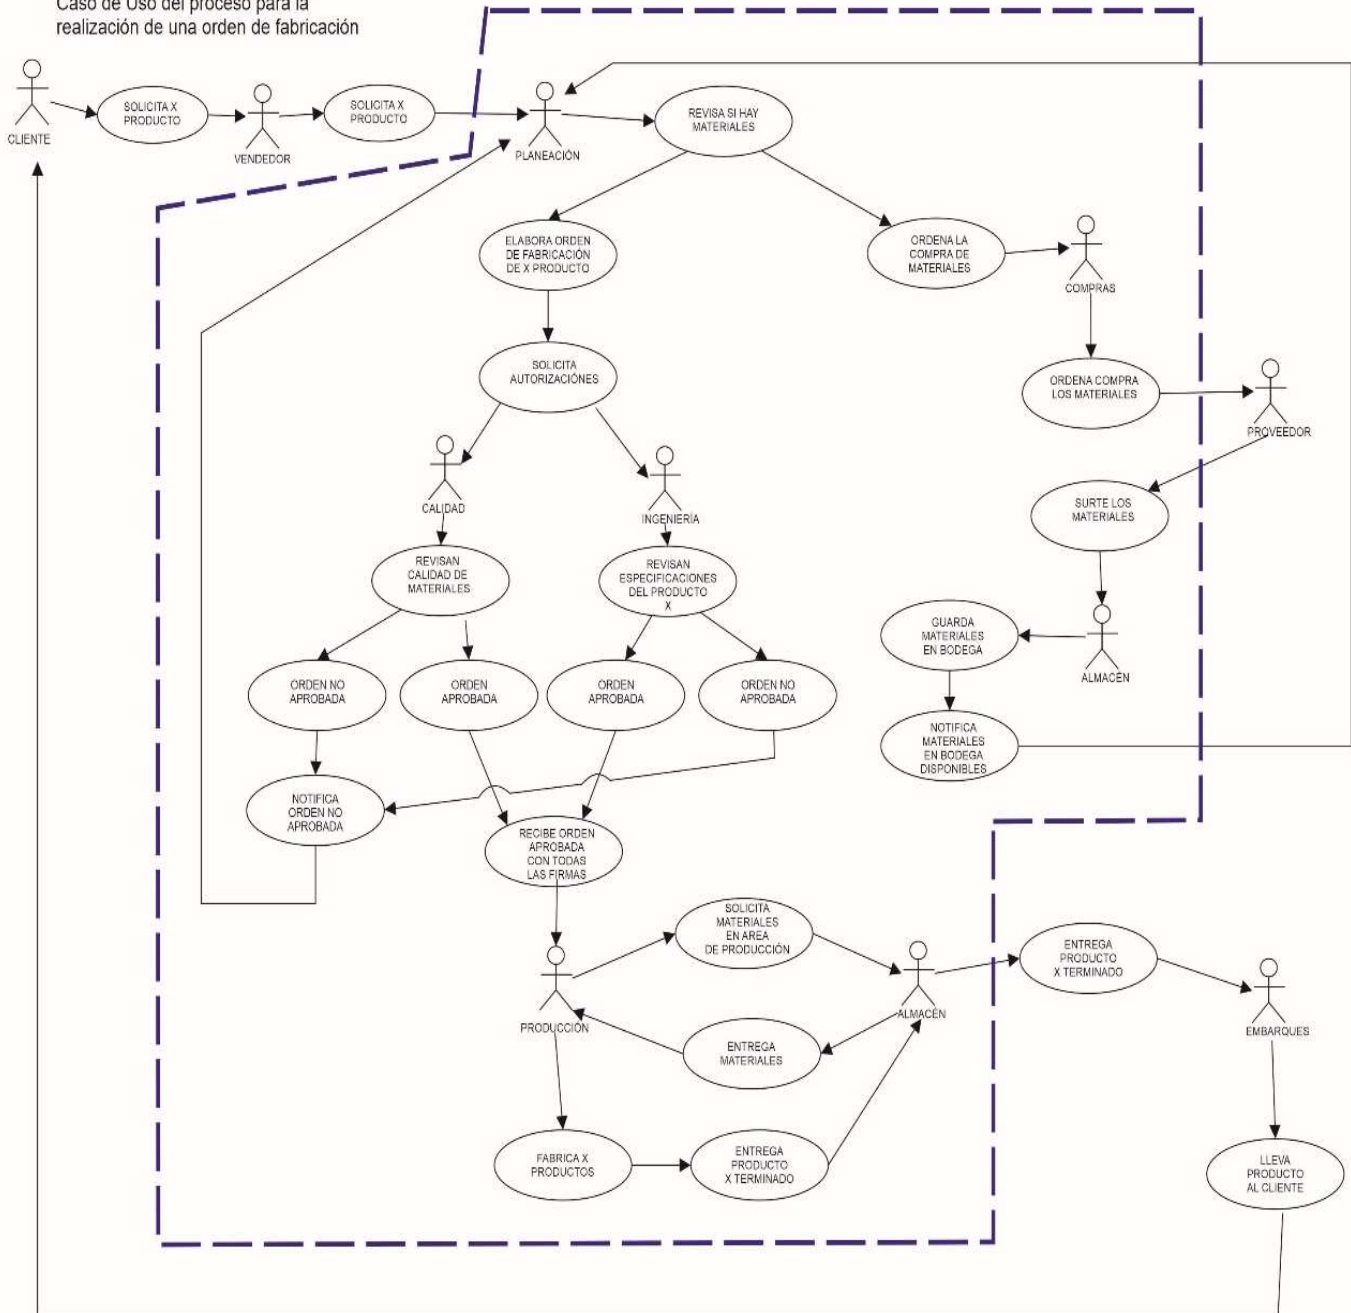 Caso de Uso del proceso para la
realización de una orden de fabricación
CLIENTE
SOLICITA X
PRODUCTO
VENDEDOR
SOLICITA X
PRODUCTO
PLANEACIÓN
REVISA SI HAY
MATERIALES
ELABORA ORDEN
DE FABRICACIÓN
DE X PRODUCTO
ORDENA LA
COMPRA DE
MATERIALES
COMPRAS
SOLICITA
AUTORIZACIÓNES
ORDENA COMPRA
LOS MATERIALES
PROVEEDOR
CALIDAD
INGENIERÍA
SURTE LOS
MATERIALES
REVISAN
CALIDAD DE
MATERIALES
REVISAN
ESPECIFICACIONES
DEL PRODUCTO
X
GUARDA
MATERIALES
EN BODEGA
ALMACÉN
ORDEN NO
APROBADA
ORDEN
APROBADA
ORDEN
APROBADA
ORDEN NO
APROBADA
NOTIFICA
MATERIALES
EN BODEGA
DISPONIBLES
NOTIFICA
ORDEN NO
APROBADA
RECIBE ORDEN
APROBADA
CON TODAS
LAS FIRMAS
SOLICITA
MATERIALES
EN AREA
DE PRODUCCIÓN
PRODUCCIÓN
ALMACÉN
ENTREGA
PRODUCTO
X TERMINADO
EMBARQUES
ENTREGA
MATERIALES
FABRICA X
PRODUCTOS
ENTREGA
PRODUCTO
X TERMINADO
LLEVA
PRODUCTO
AL CLIENTE